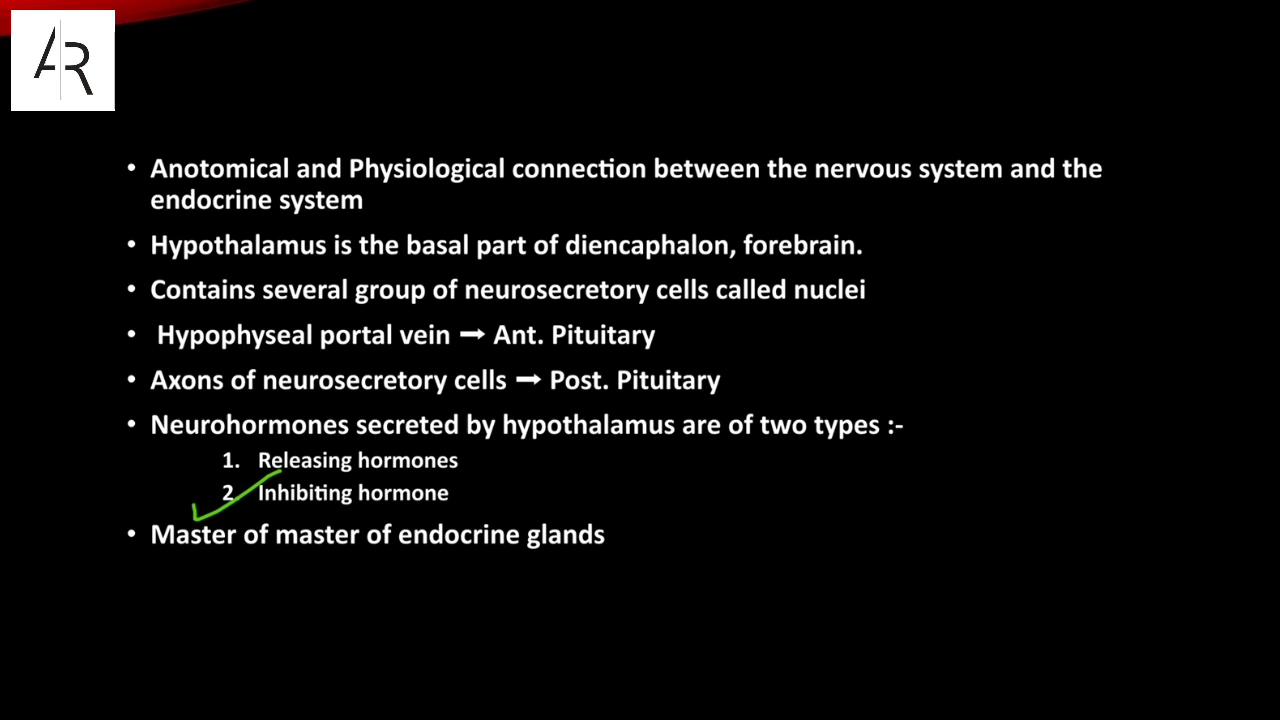 AR
• Anotomical and Physiological connection between the nervous system and the
endocrine system
• Hypothalamus is the basal part of diencaphalon, forebrain.
• Contains several group of neurosecretory cells called nuclei
• Hypophyseal portal vein ➞ Ant. Pituitary
• Axons of neurosecretory cells ➞ Post. Pituitary
• Neurohormones secreted by hypothalamus are of two types :-
1. Releasing hormones
2. Inhibiting hormone
• Master of master of endocrine glands